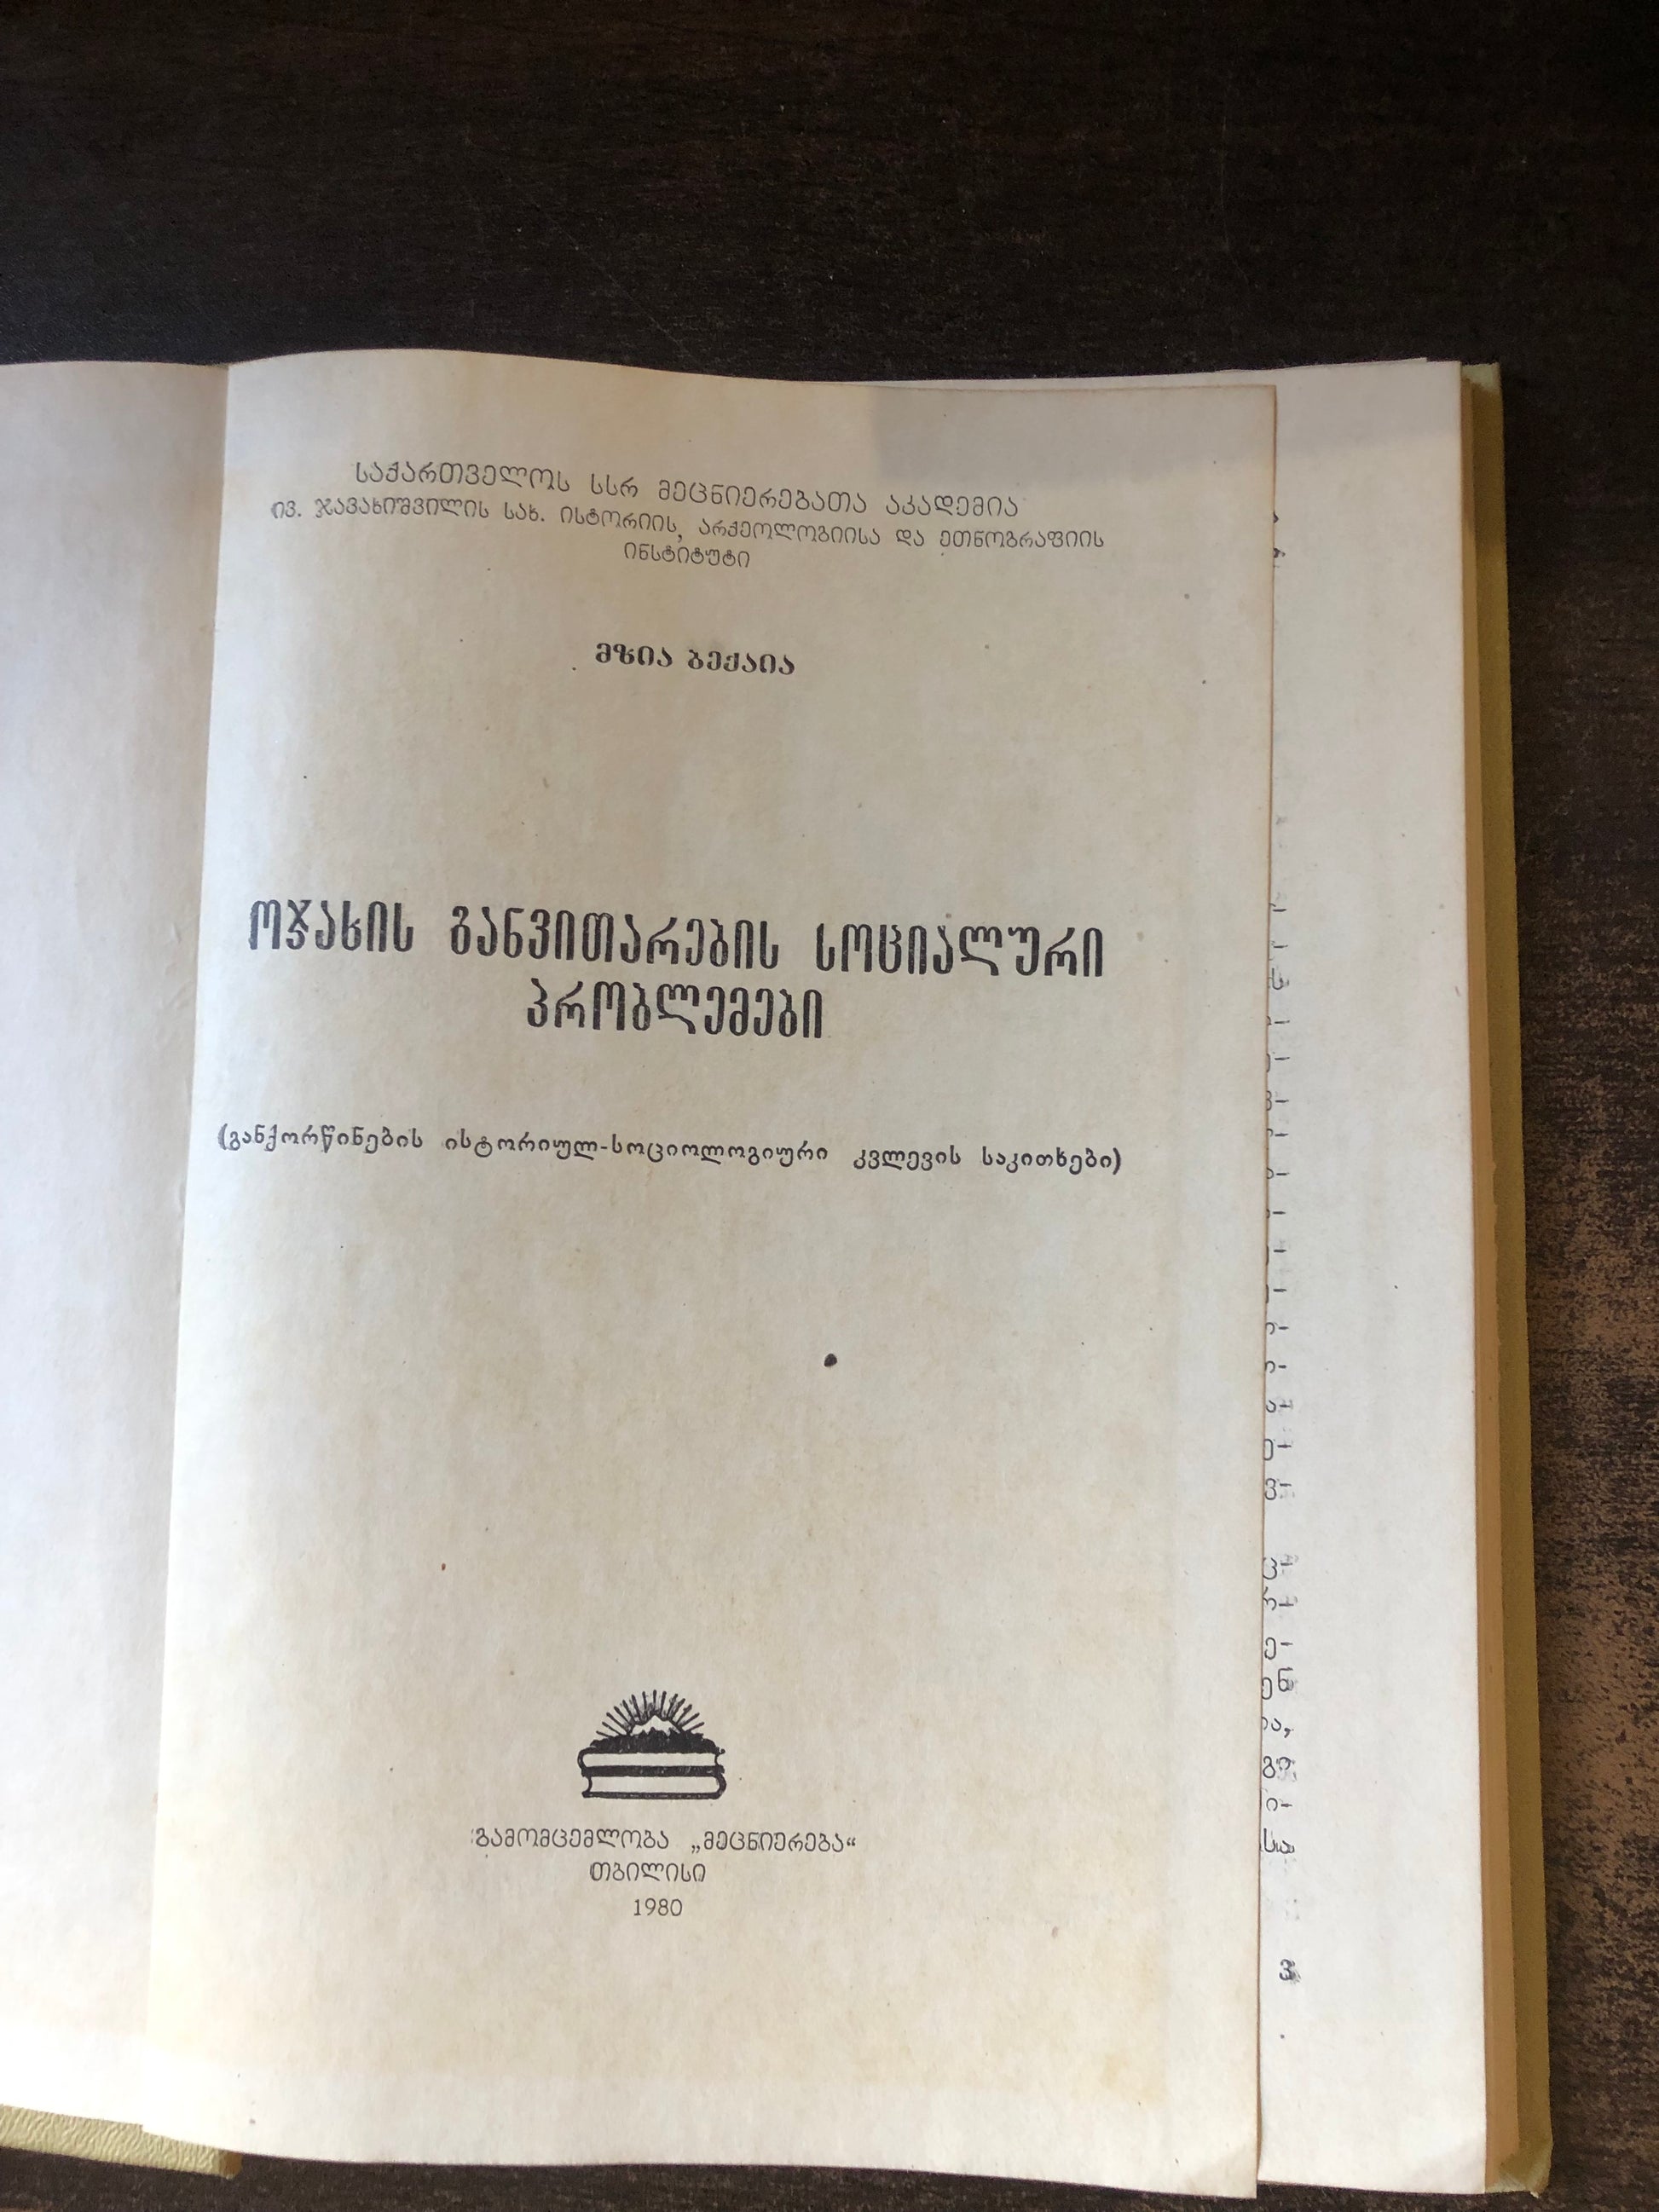 საქართველოს სსრ მეცნიერებათა აკადემია
ივ. ჯავახიშვილის სახ. ისტორიის, არქეოლოგიისა და ეთნოგრაფიის
ინსტიტუტი
მზია ბექაია
ოჯახის განვითარების სოციალური
პრობლემები
(განქორწინების ისტორიულ-სოციოლოგიური კვლევის საკითხები)
გამომცემლობა „მეცნიერება“
თბილისი
1980